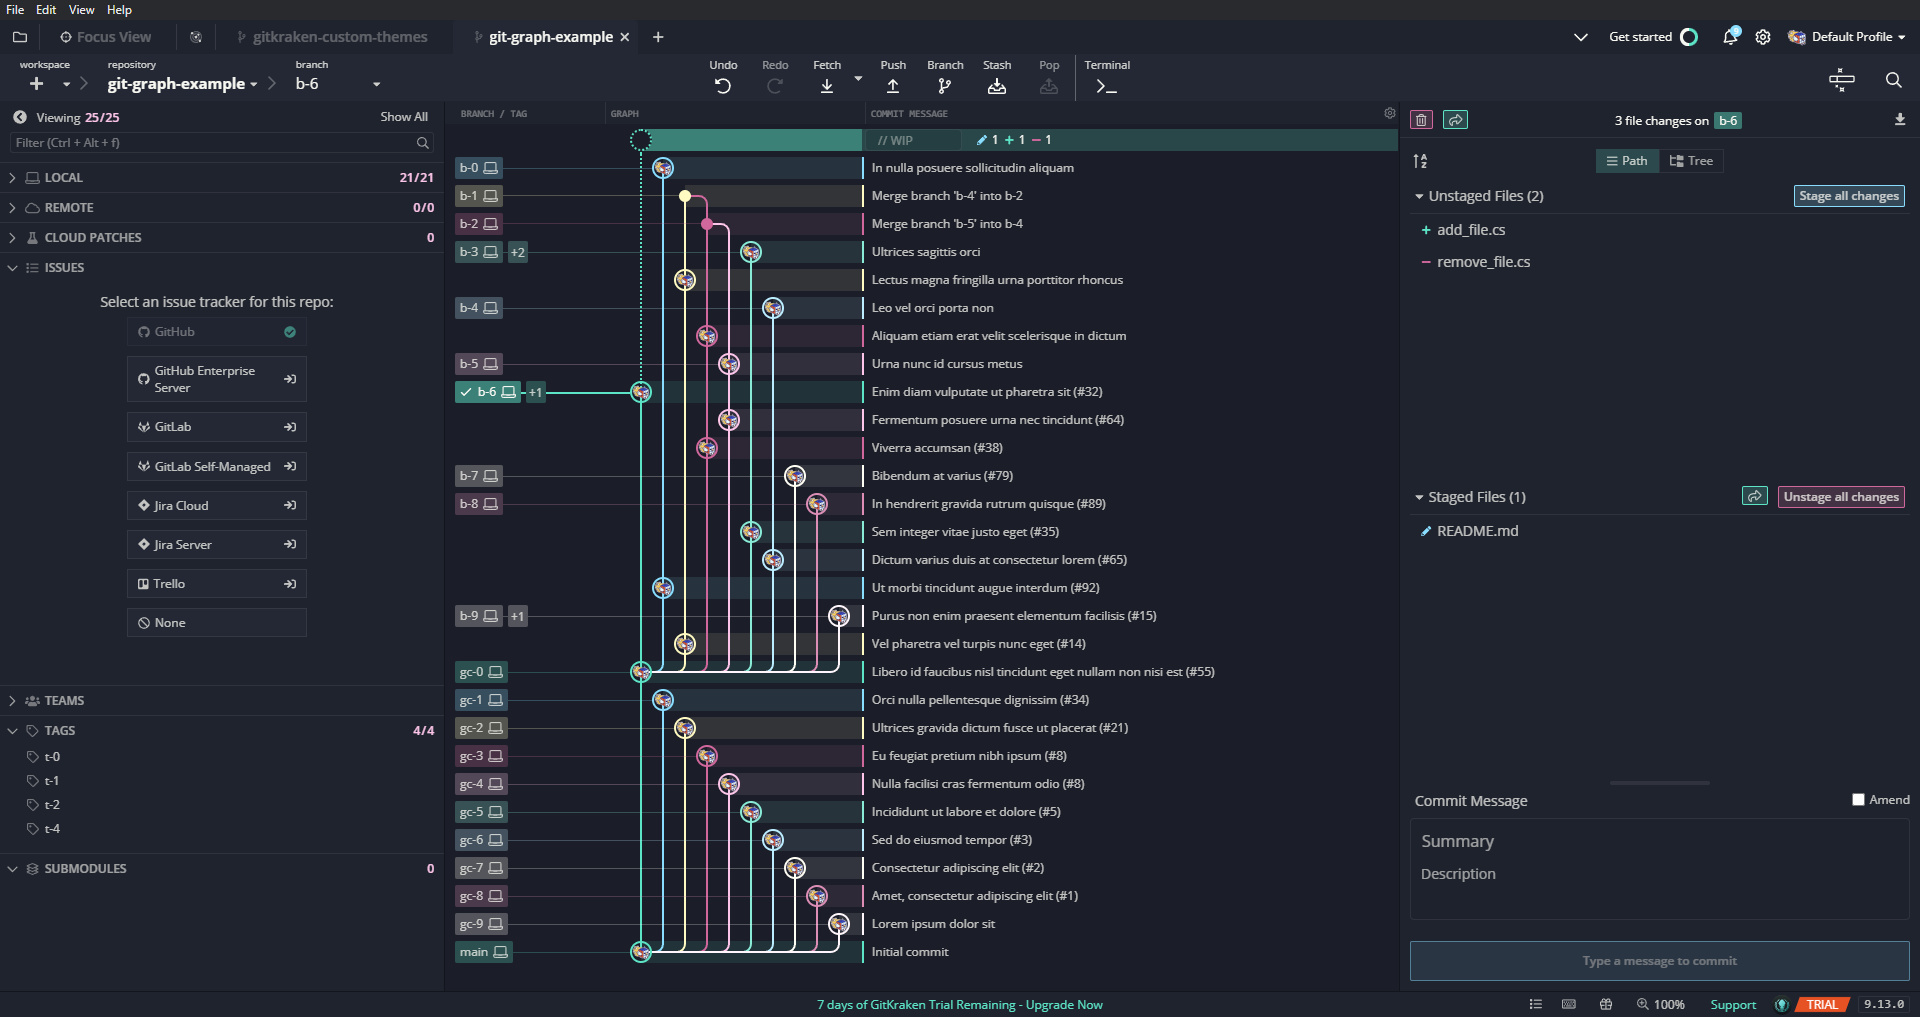 File Edit View Help
Focus View
gitkraken-custom-themes
git-graph-example
Get started
Default Profile
workspace
repository
git-graph-example
branch
b-6
Undo
Redo
Fetch
Push
Branch
Stash
Pop
Terminal
Viewing 25/25
Show All
Filter (Ctrl + Alt + f)
LOCAL 21/21
REMOTE 0/0
CLOUD PATCHES 0
ISSUES
Select an issue tracker for this repo:
GitHub
GitHub Enterprise
Server
GitLab
GitLab Self-Managed
Jira Cloud
Jira Server
Trello
None
TEAMS
TAGS 4/4
t-0
t-1
t-2
t-4
SUBMODULES 0
BRANCH / TAG GRAPH COMMIT MESSAGE
// WIP 1 + 1 − 1
b-0 In nulla posuere sollicitudin aliquam
b-1 Merge branch 'b-4' into b-2
b-2 Merge branch 'b-5' into b-4
b-3 +2 Ultrices sagittis orci
Lectus magna fringilla urna porttitor rhoncus
b-4 Leo vel orci porta non
Aliquam etiam erat velit scelerisque in dictum
b-5 Urna nunc id cursus metus
b-6 +1 Enim diam vulputate ut pharetra sit (#32)
Fermentum posuere urna nec tincidunt (#64)
Viverra accumsan (#38)
b-7 Bibendum at varius (#79)
b-8 In hendrerit gravida rutrum quisque (#89)
Sem integer vitae justo eget (#35)
Dictum varius duis at consectetur lorem (#65)
Ut morbi tincidunt augue interdum (#92)
b-9 +1 Purus non enim praesent elementum facilisis (#15)
Vel pharetra vel turpis nunc eget (#14)
gc-0 Libero id faucibus nisl tincidunt eget nullam non nisi est (#55)
gc-1 Orci nulla pellentesque dignissim (#34)
gc-2 Ultrices gravida dictum fusce ut placerat (#21)
gc-3 Eu feugiat pretium nibh ipsum (#8)
gc-4 Nulla facilisi cras fermentum odio (#8)
gc-5 Incididunt ut labore et dolore (#5)
gc-6 Sed do eiusmod tempor (#3)
gc-7 Consectetur adipiscing elit (#2)
gc-8 Amet, consectetur adipiscing elit (#1)
gc-9 Lorem ipsum dolor sit
main Initial commit
3 file changes on b-6
Path
Tree
Unstaged Files (2)
Stage all changes
+ add_file.cs
− remove_file.cs
Staged Files (1)
Unstage all changes
README.md
Commit Message
Amend
Summary
Description
Type a message to commit
7 days of GitKraken Trial Remaining - Upgrade Now
100%
Support
TRIAL
9.13.0